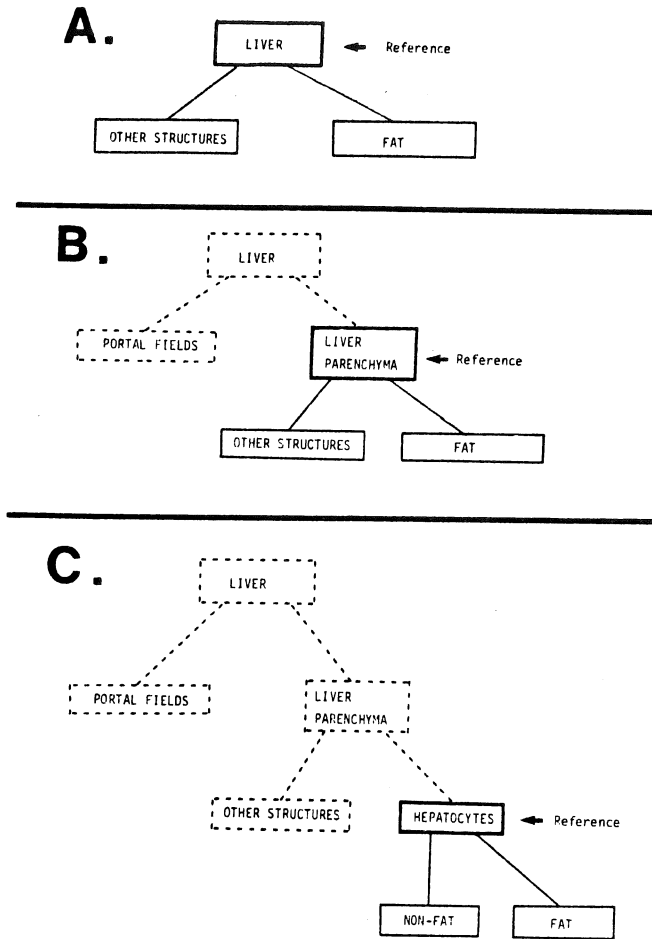 A.
LIVER
Reference
OTHER STRUCTURES
FAT
B.
LIVER
PORTAL FIELDS
LIVER
PARENCHYMA
Reference
OTHER STRUCTURES
FAT
C.
LIVER
PORTAL FIELDS
LIVER
PARENCHYMA
OTHER STRUCTURES
HEPATOCYTES
Reference
NON-FAT
FAT